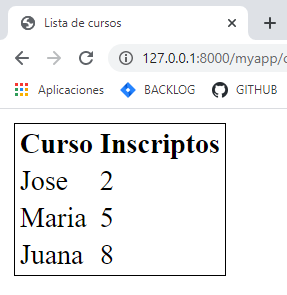 Lista de cursos
127.0.0.1:8000/myapp/
Aplicaciones BACKLOG GITHUB
Curso Inscriptos
Jose 2
Maria 5
Juana 8